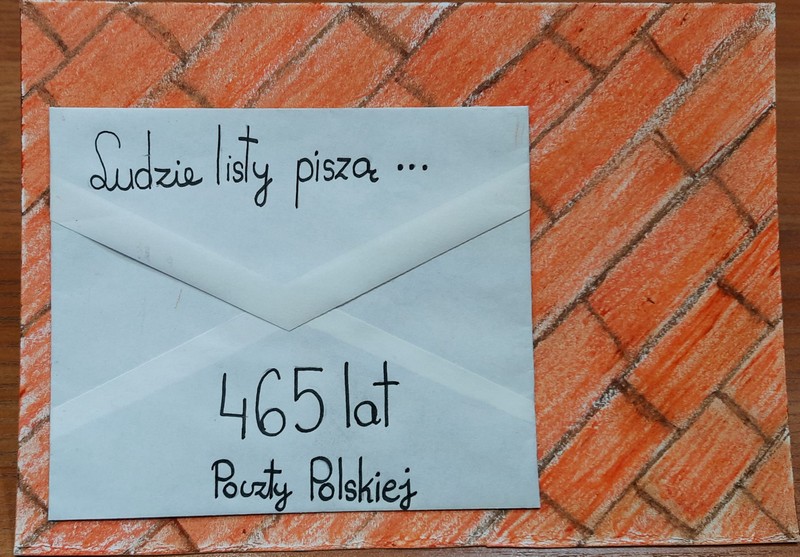 Ludzie listy piszą ...
465 lat
Poczty Polskiej